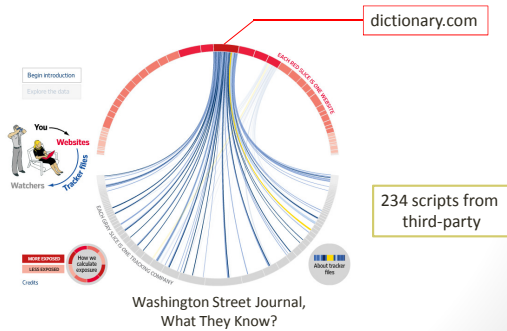 dictionary.com
EACH RED SLICE IS ONE WEBSITE
Begin introduction
Explore the data
You
Websites
Tracker files
Watchers
EACH GRAY SLICE IS ONE TRACKING COMPANY
234 scripts from
third-party
MORE EXPOSED
LESS EXPOSED
Credits
How we
calculate
exposure
About tracker
files
Washington Street Journal,
What They Know?